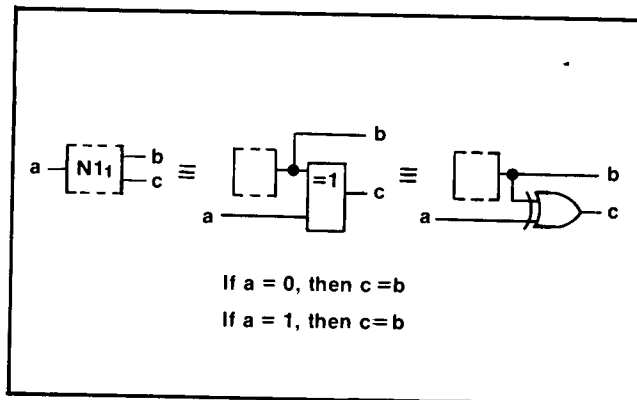 a N1₁ b ≡ b ≡ b
c =1 c c
a a
If a = 0, then c =b
If a = 1, then c=b